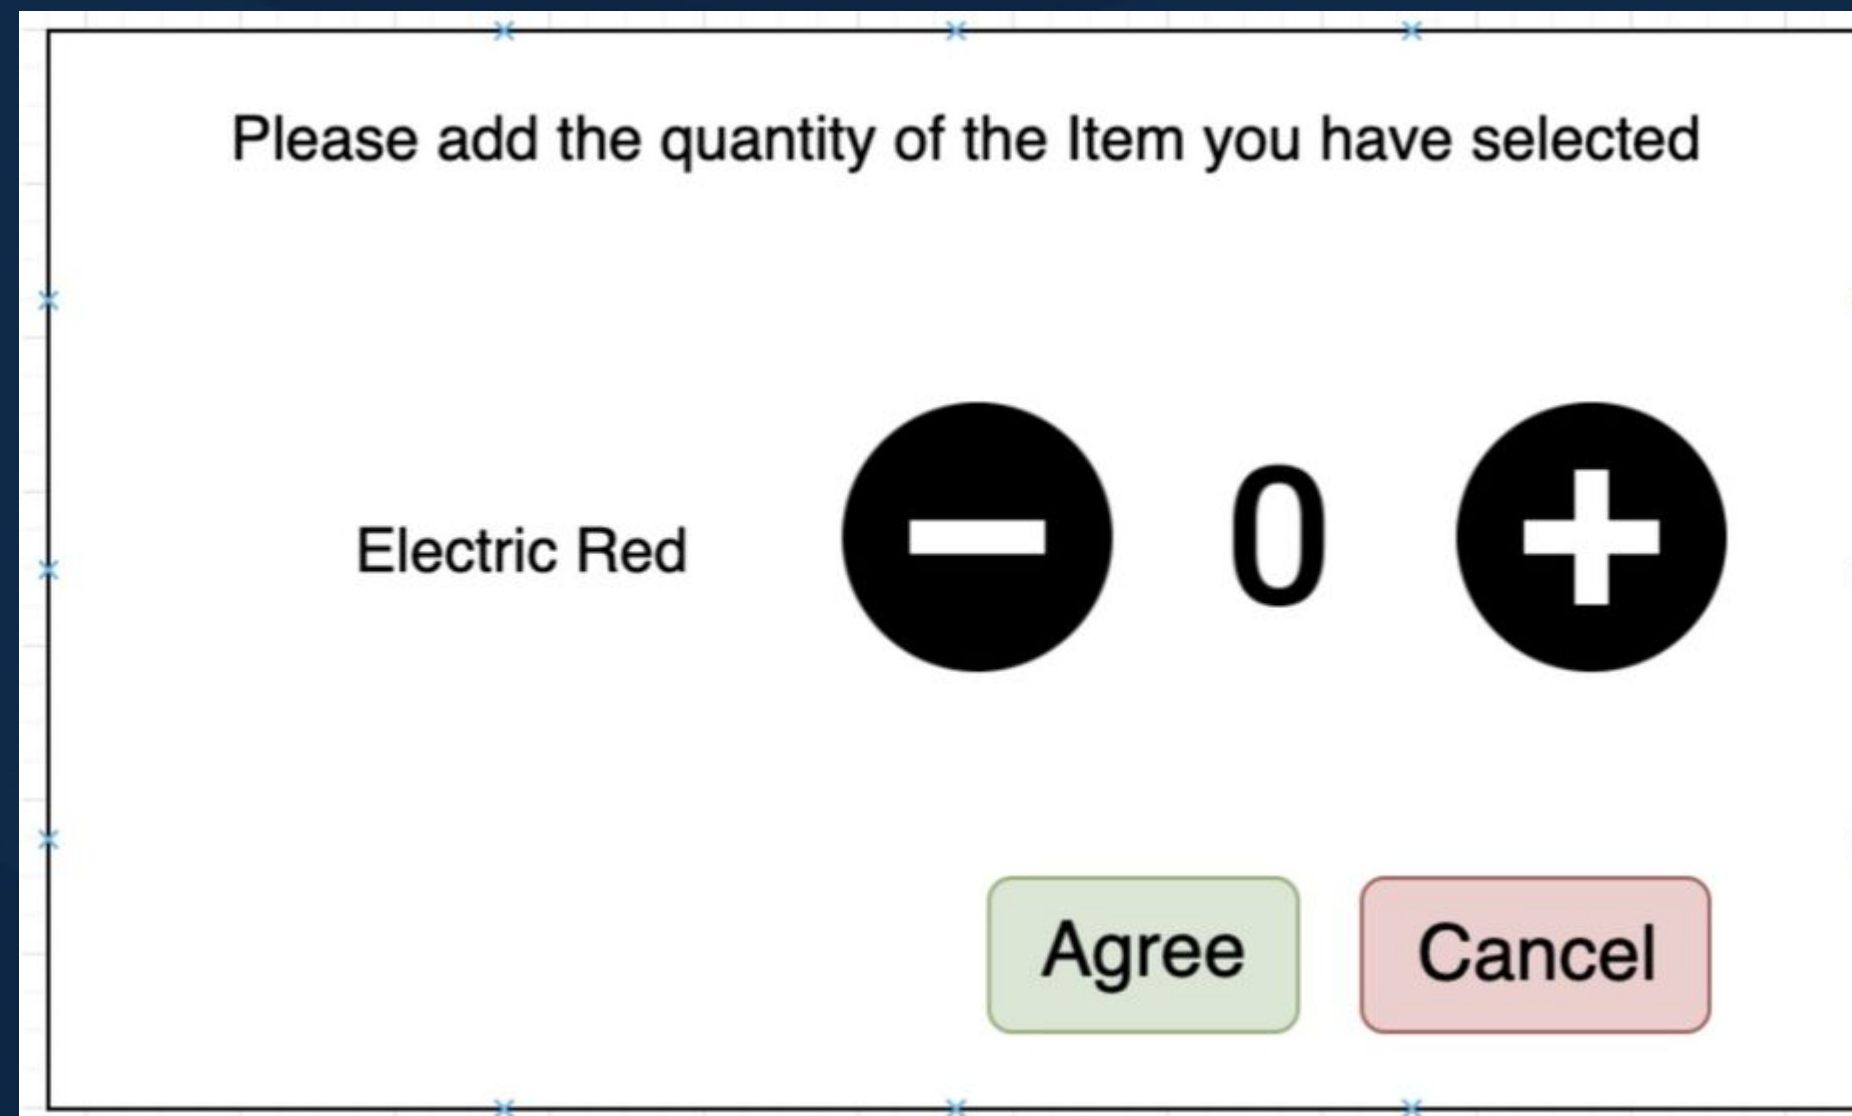 Please add the quantity of the Item you have selected
Electric Red 0
Agree Cancel